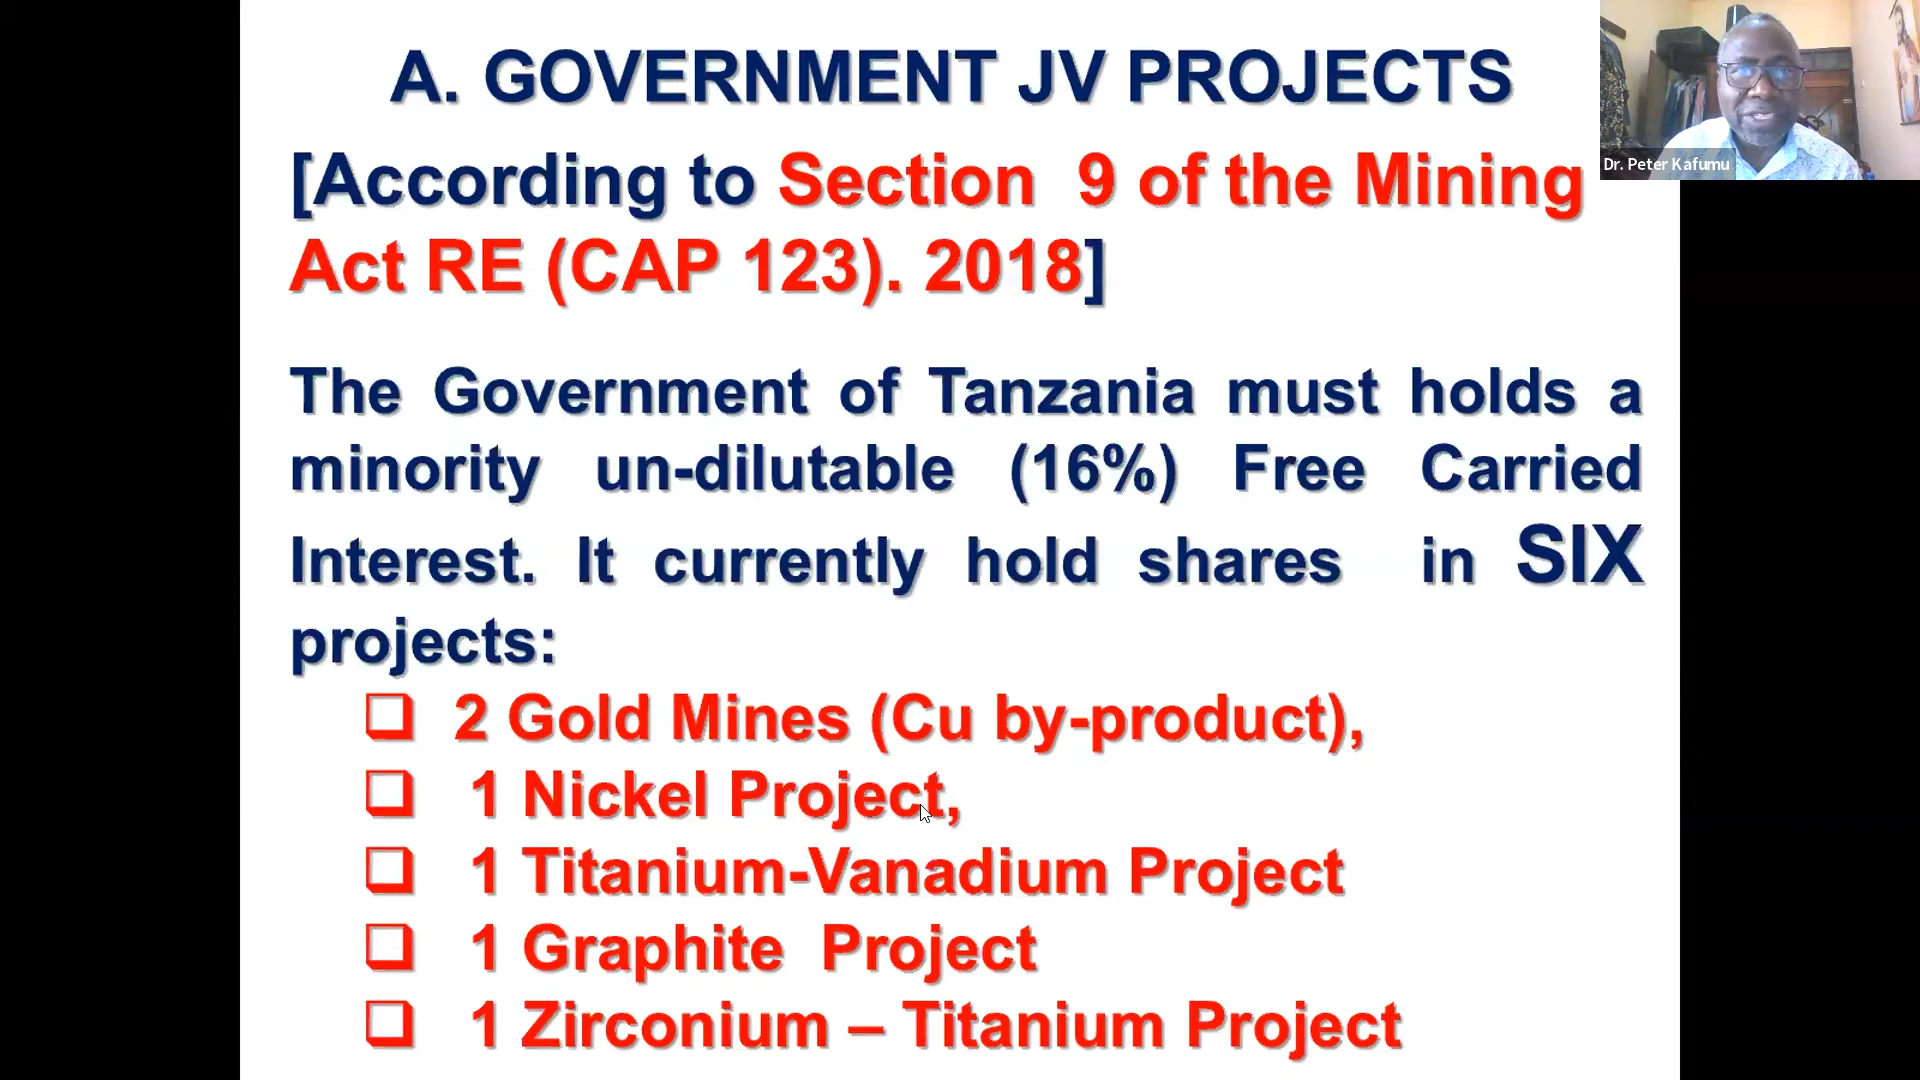 A. GOVERNMENT JV PROJECTS
[According to Section 9 of the Mining
Act RE (CAP 123). 2018]
The Government of Tanzania must holds a
minority un-dilutable (16%) Free Carried
Interest. It currently hold shares in SIX
projects:
❑ 2 Gold Mines (Cu by-product),
❑ 1 Nickel Project,
❑ 1 Titanium-Vanadium Project
❑ 1 Graphite Project
❑ 1 Zirconium – Titanium Project
Dr. Peter Kafumu